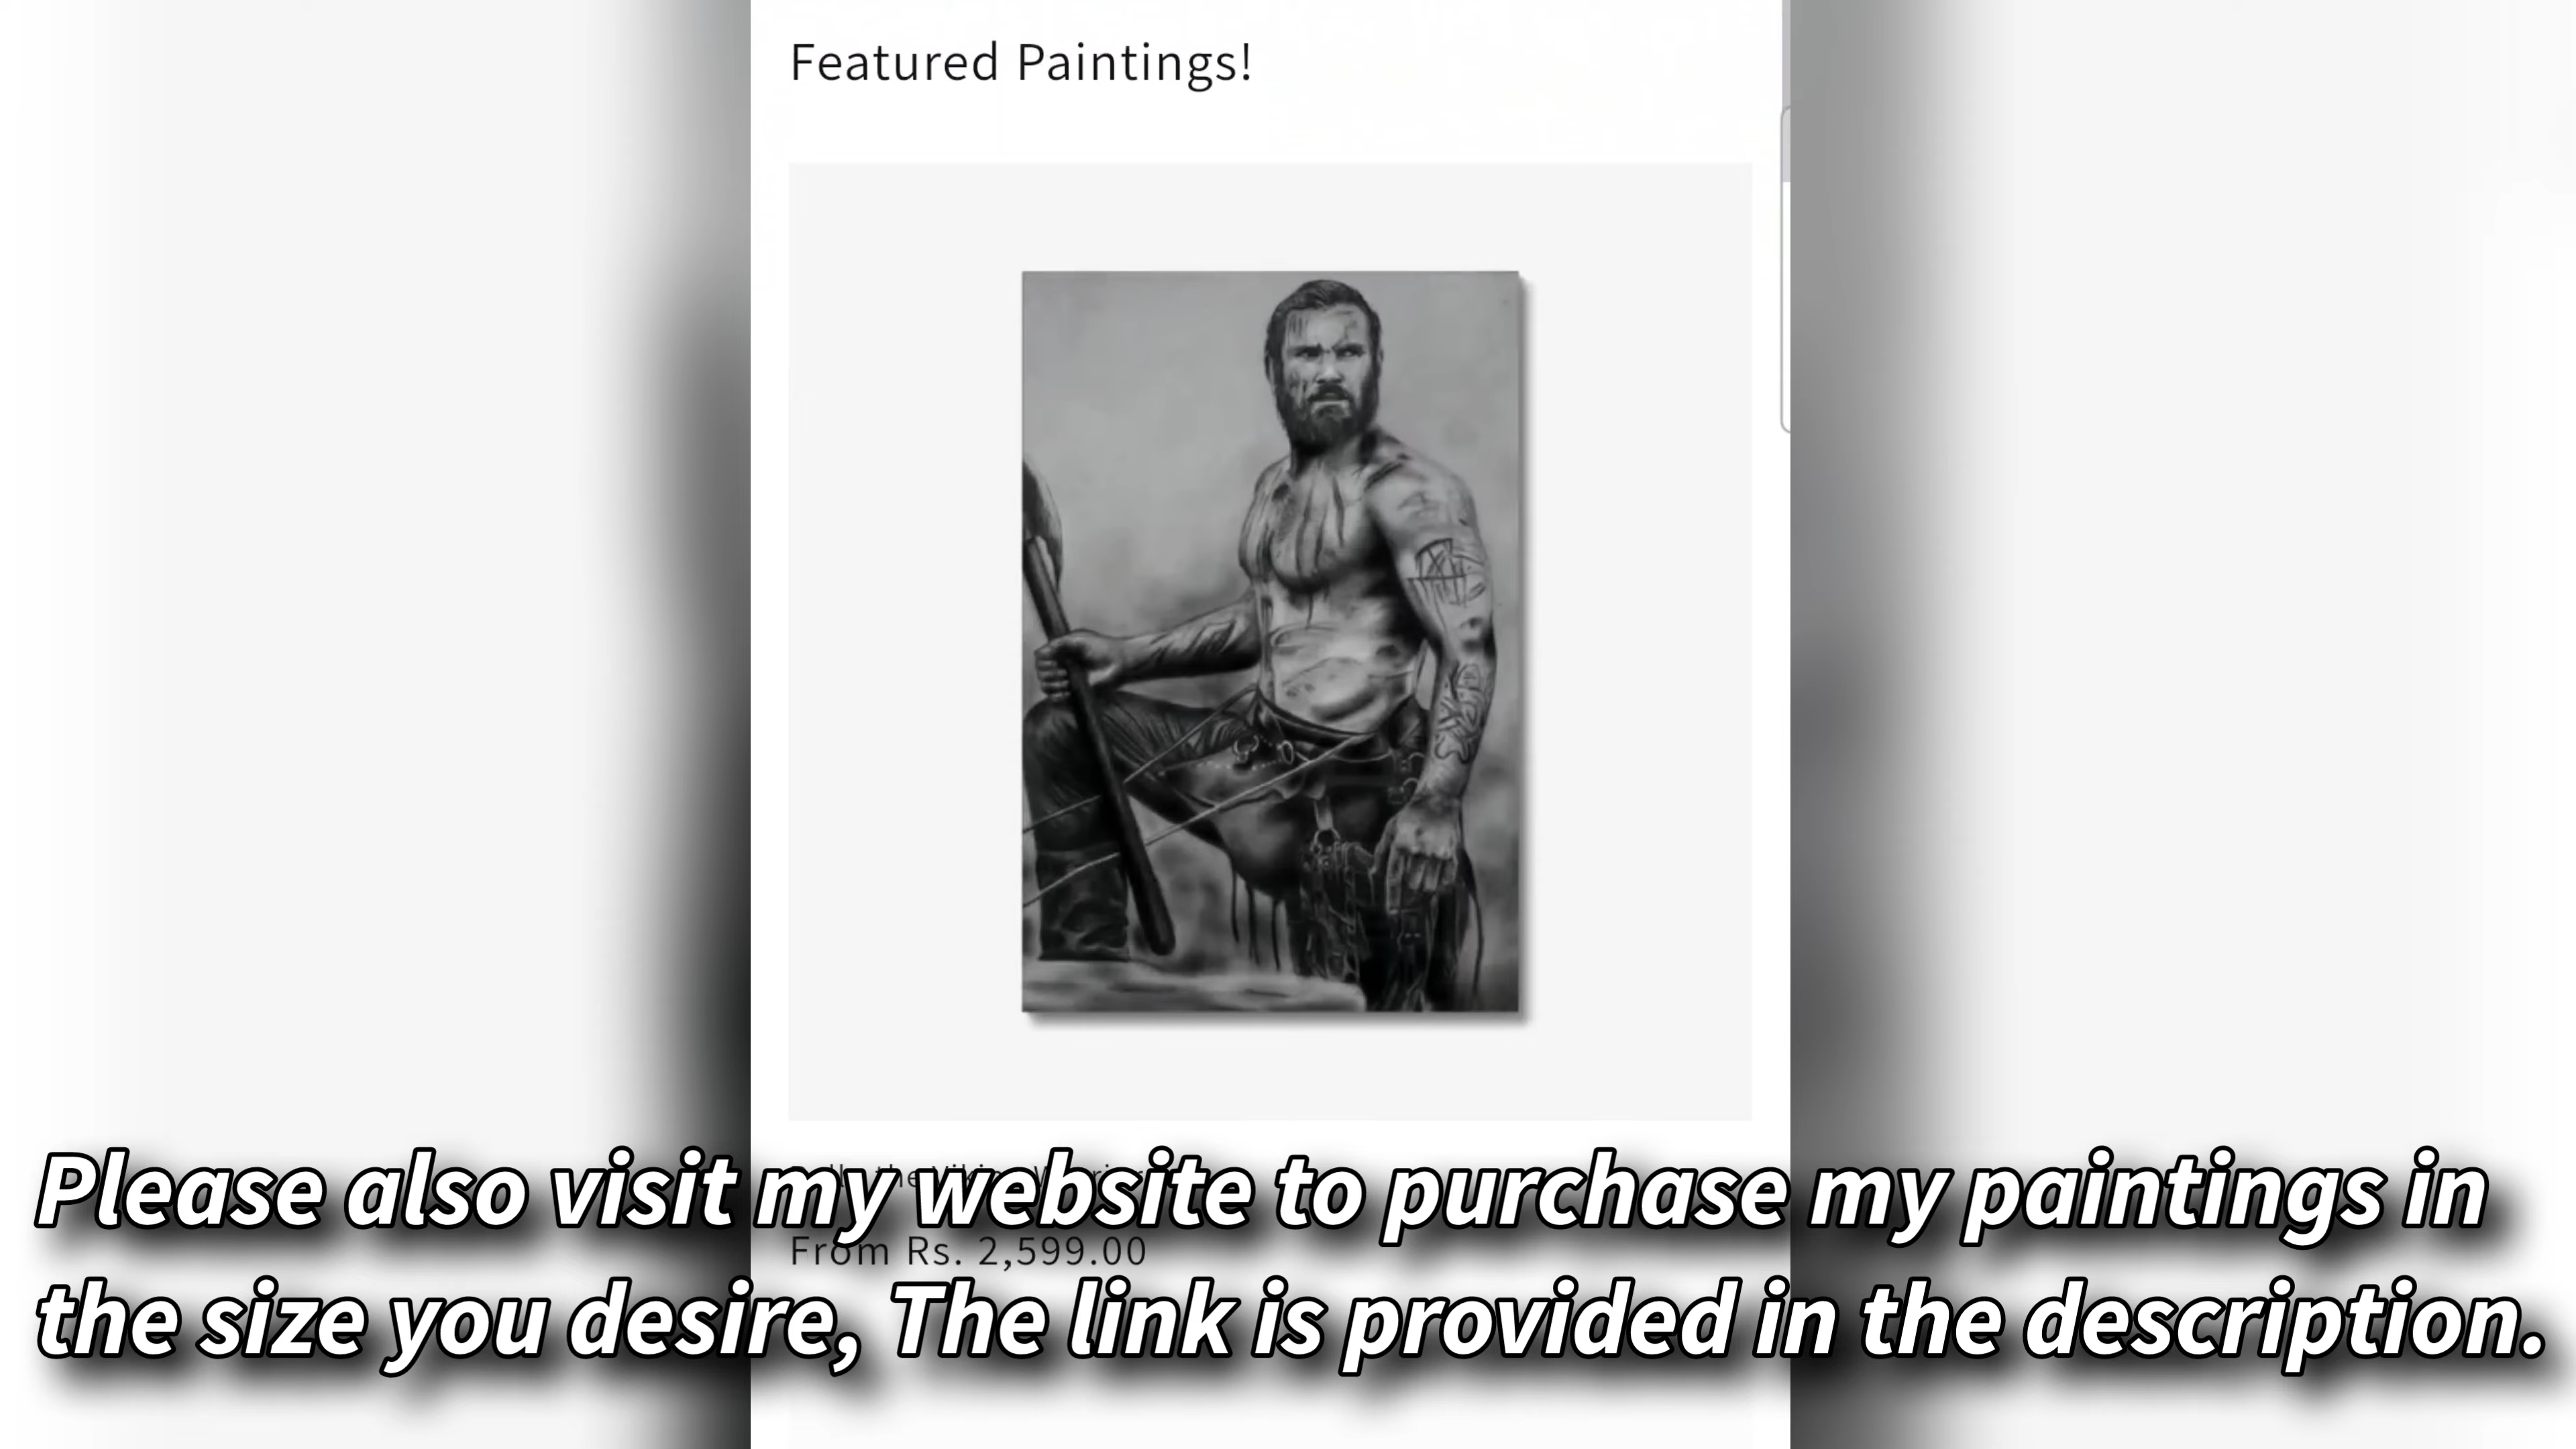 Featured Paintings!
Please also visit my website to purchase my paintings in
From Rs. 2,599.00
the size you desire, The link is provided in the description.